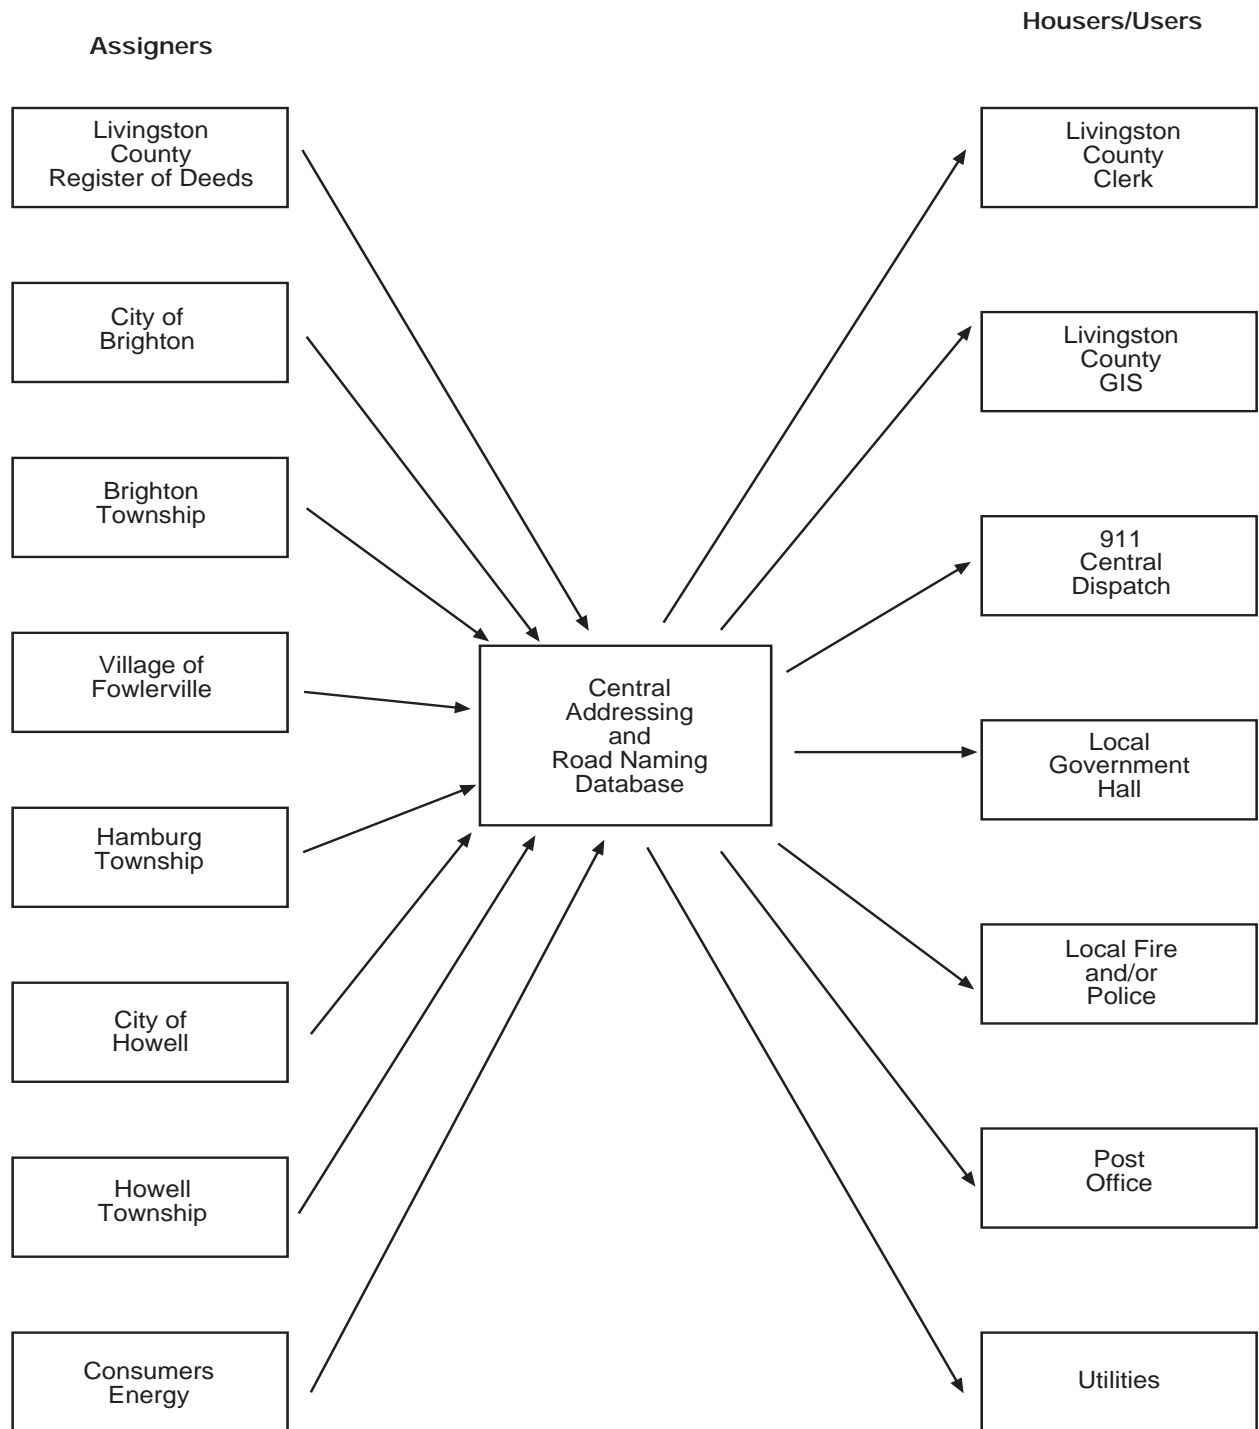 Assigners
Livingston
County
Register of Deeds
City of
Brighton
Brighton
Township
Village of
Fowlerville
Hamburg
Township
City of
Howell
Howell
Township
Consumers
Energy
Central
Addressing
and
Road Naming
Database
Housers/Users
Livingston
County
Clerk
Livingston
County
GIS
911
Central
Dispatch
Local
Government
Hall
Local Fire
and/or
Police
Post
Office
Utilities